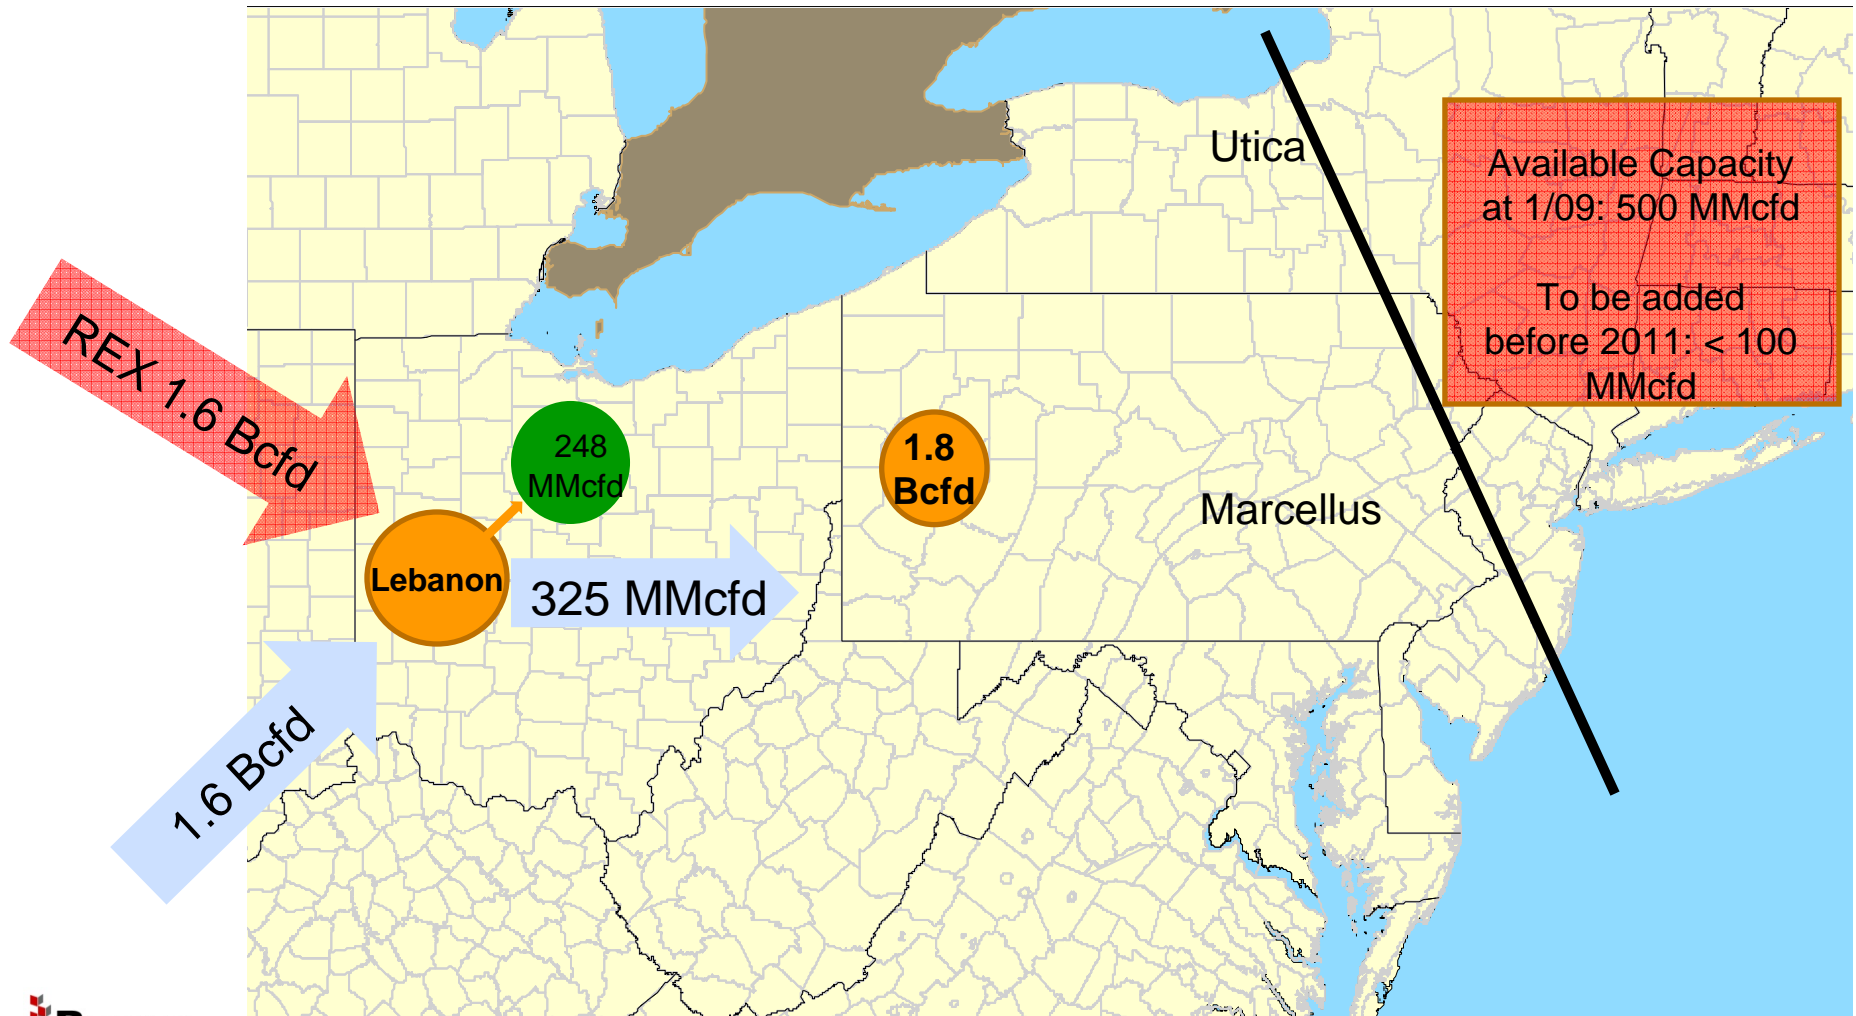 Utica
Available Capacity
at 1/09: 500 MMcfd
To be added
before 2011: < 100
MMcfd
REX 1.6 Bcfd
248
MMcfd
1.8
Bcfd
Marcellus
Lebanon
325 MMcfd
1.6 Bcfd